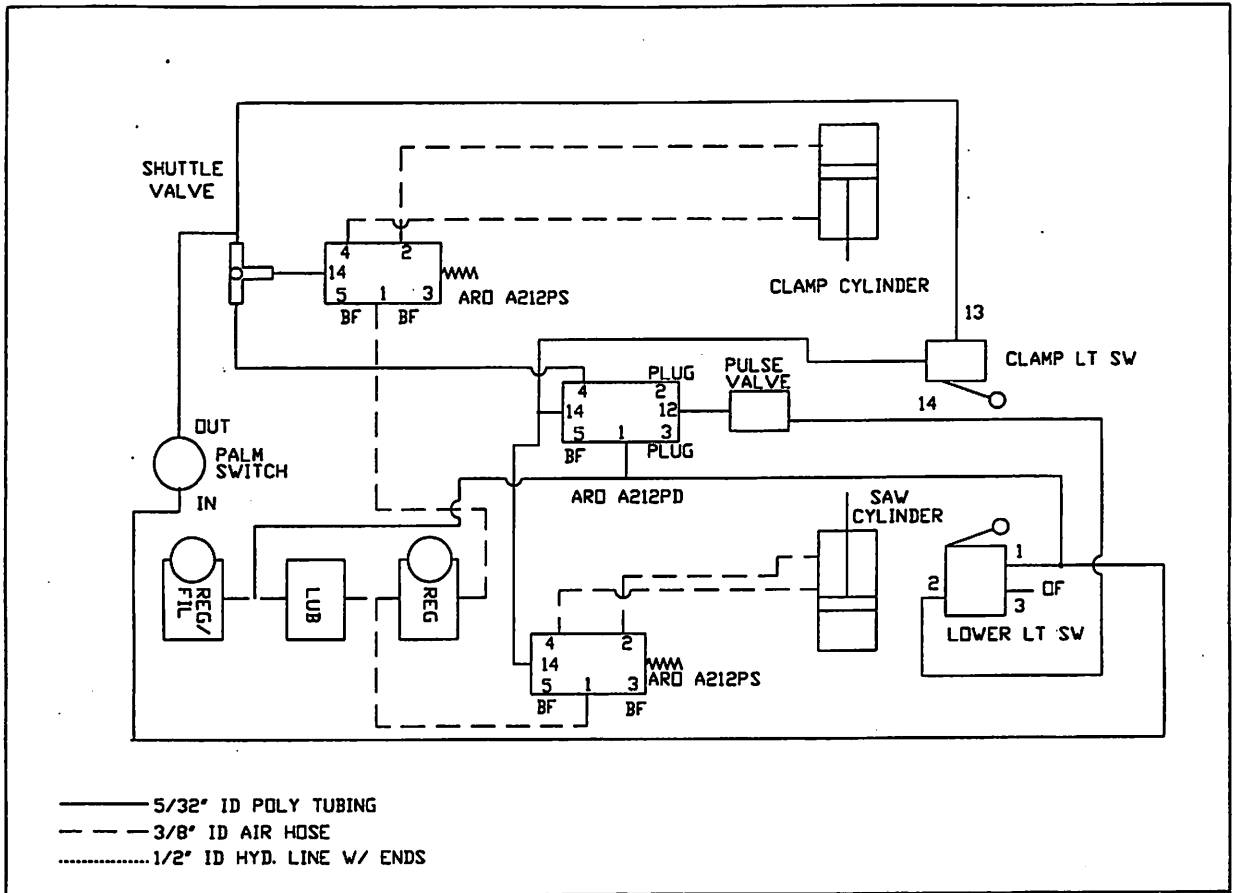 SHUTTLE
VALVE
4 2
14
5 1 3
ARO A212PS
BF BF
CLAMP CYLINDER
13
CLAMP LT SW
14
PULSE
VALVE
PLUG
4 2
14 12
5 1 3
BF PLUG
ARO A212PD
OUT
PALM
SWITCH
IN
SAW
CYLINDER
REG/
FIL
LUB
REG
1
2
3 OF
LOWER LT SW
4 2
14
5 1 3
ARO A212PS
BF BF
5/32" ID POLY TUBING
3/8" ID AIR HOSE
1/2" ID HYD. LINE W/ ENDS